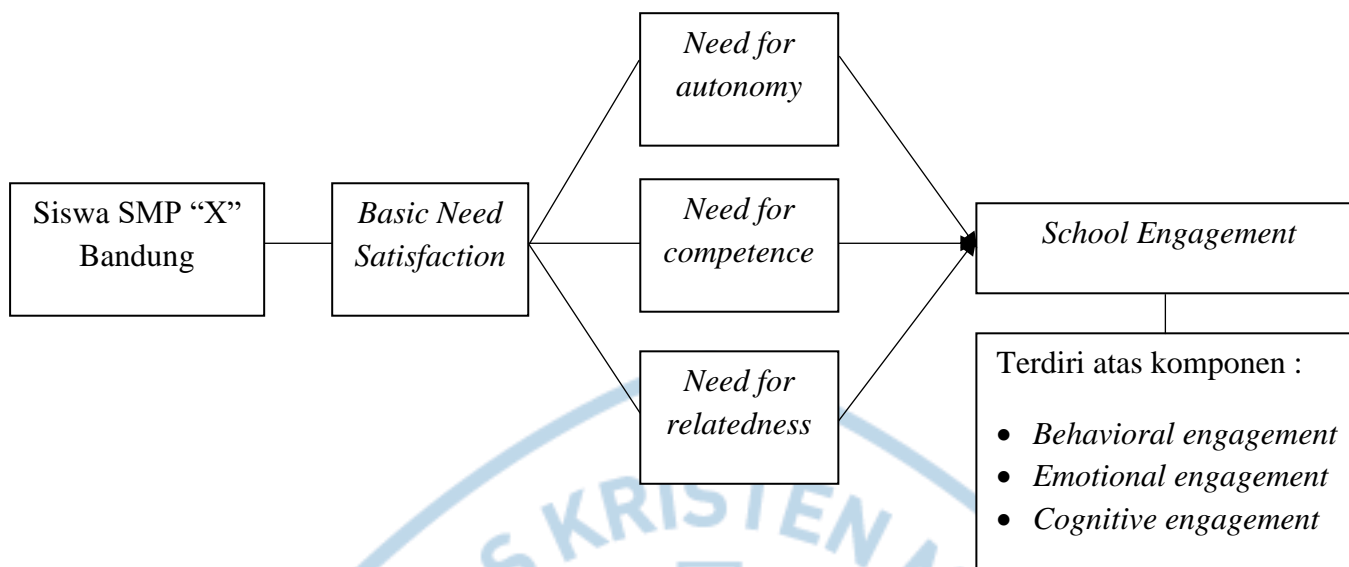 Need for
autonomy
Siswa SMP “X”
Bandung
Basic Need
Satisfaction
Need for
competence
School Engagement
Need for
relatedness
Terdiri atas komponen :
• Behavioral engagement
• Emotional engagement
• Cognitive engagement
S KRISTEN